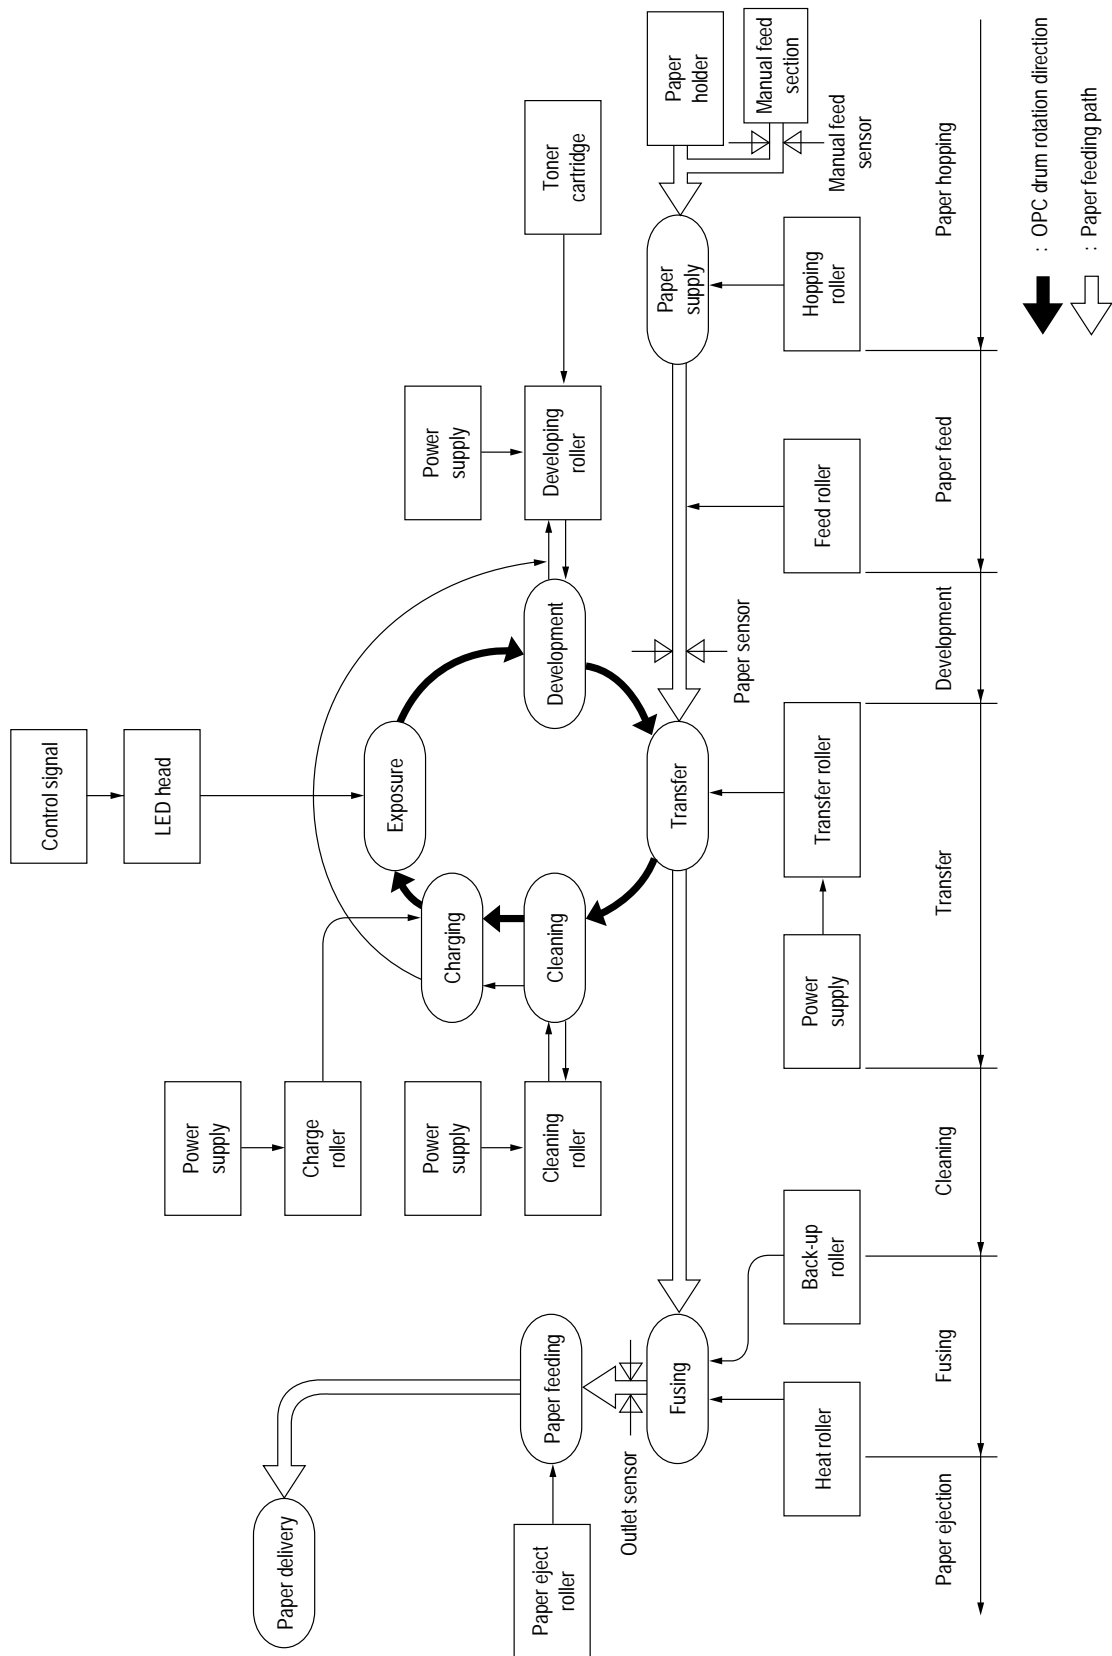 Control signal
LED head
Power
supply
Charge
roller
Exposure
Power
supply
Charging
Power
supply
Cleaning
roller
Cleaning
Development
Developing
roller
Toner
cartridge
Paper delivery
Paper eject
roller
Paper feeding
Outlet sensor
Fusing
Transfer
Paper sensor
Paper
supply
Paper
holder
Manual feed
section
Manual feed
sensor
Heat roller
Back-up
roller
Power
supply
Transfer roller
Feed roller
Hopping
roller
Paper ejection
Fusing
Cleaning
Transfer
Development
Paper feed
Paper hopping
: OPC drum rotation direction
: Paper feeding path